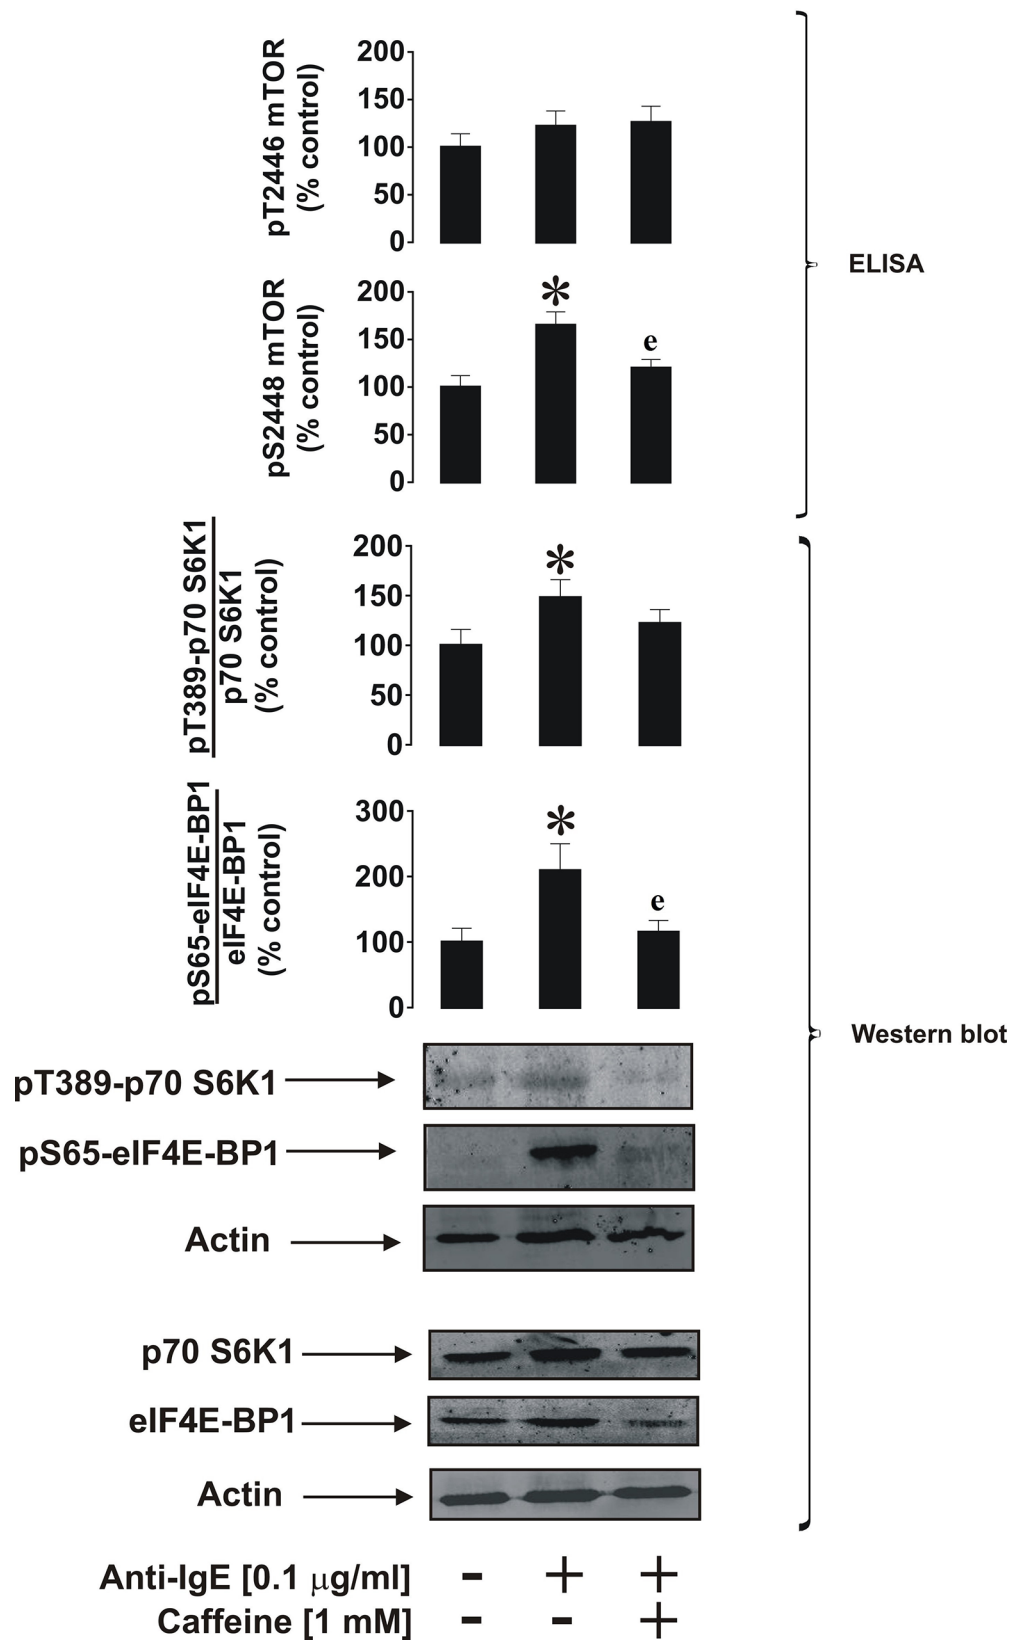 pT2446 mTOR
(% control)
200
150
100
50
0
ELISA
pS2448 mTOR
(% control)
200
150
100
50
0
*
e
pT389-p70 S6K1
p70 S6K1
(% control)
200
150
100
50
0
*
pS65-eIF4E-BP1
eIF4E-BP1
(% control)
300
200
100
0
*
e
Western blot
pT389-p70 S6K1
pS65-eIF4E-BP1
Actin
p70 S6K1
eIF4E-BP1
Actin
Anti-IgE [0.1 μg/ml] - + +
Caffeine [1 mM] - - +